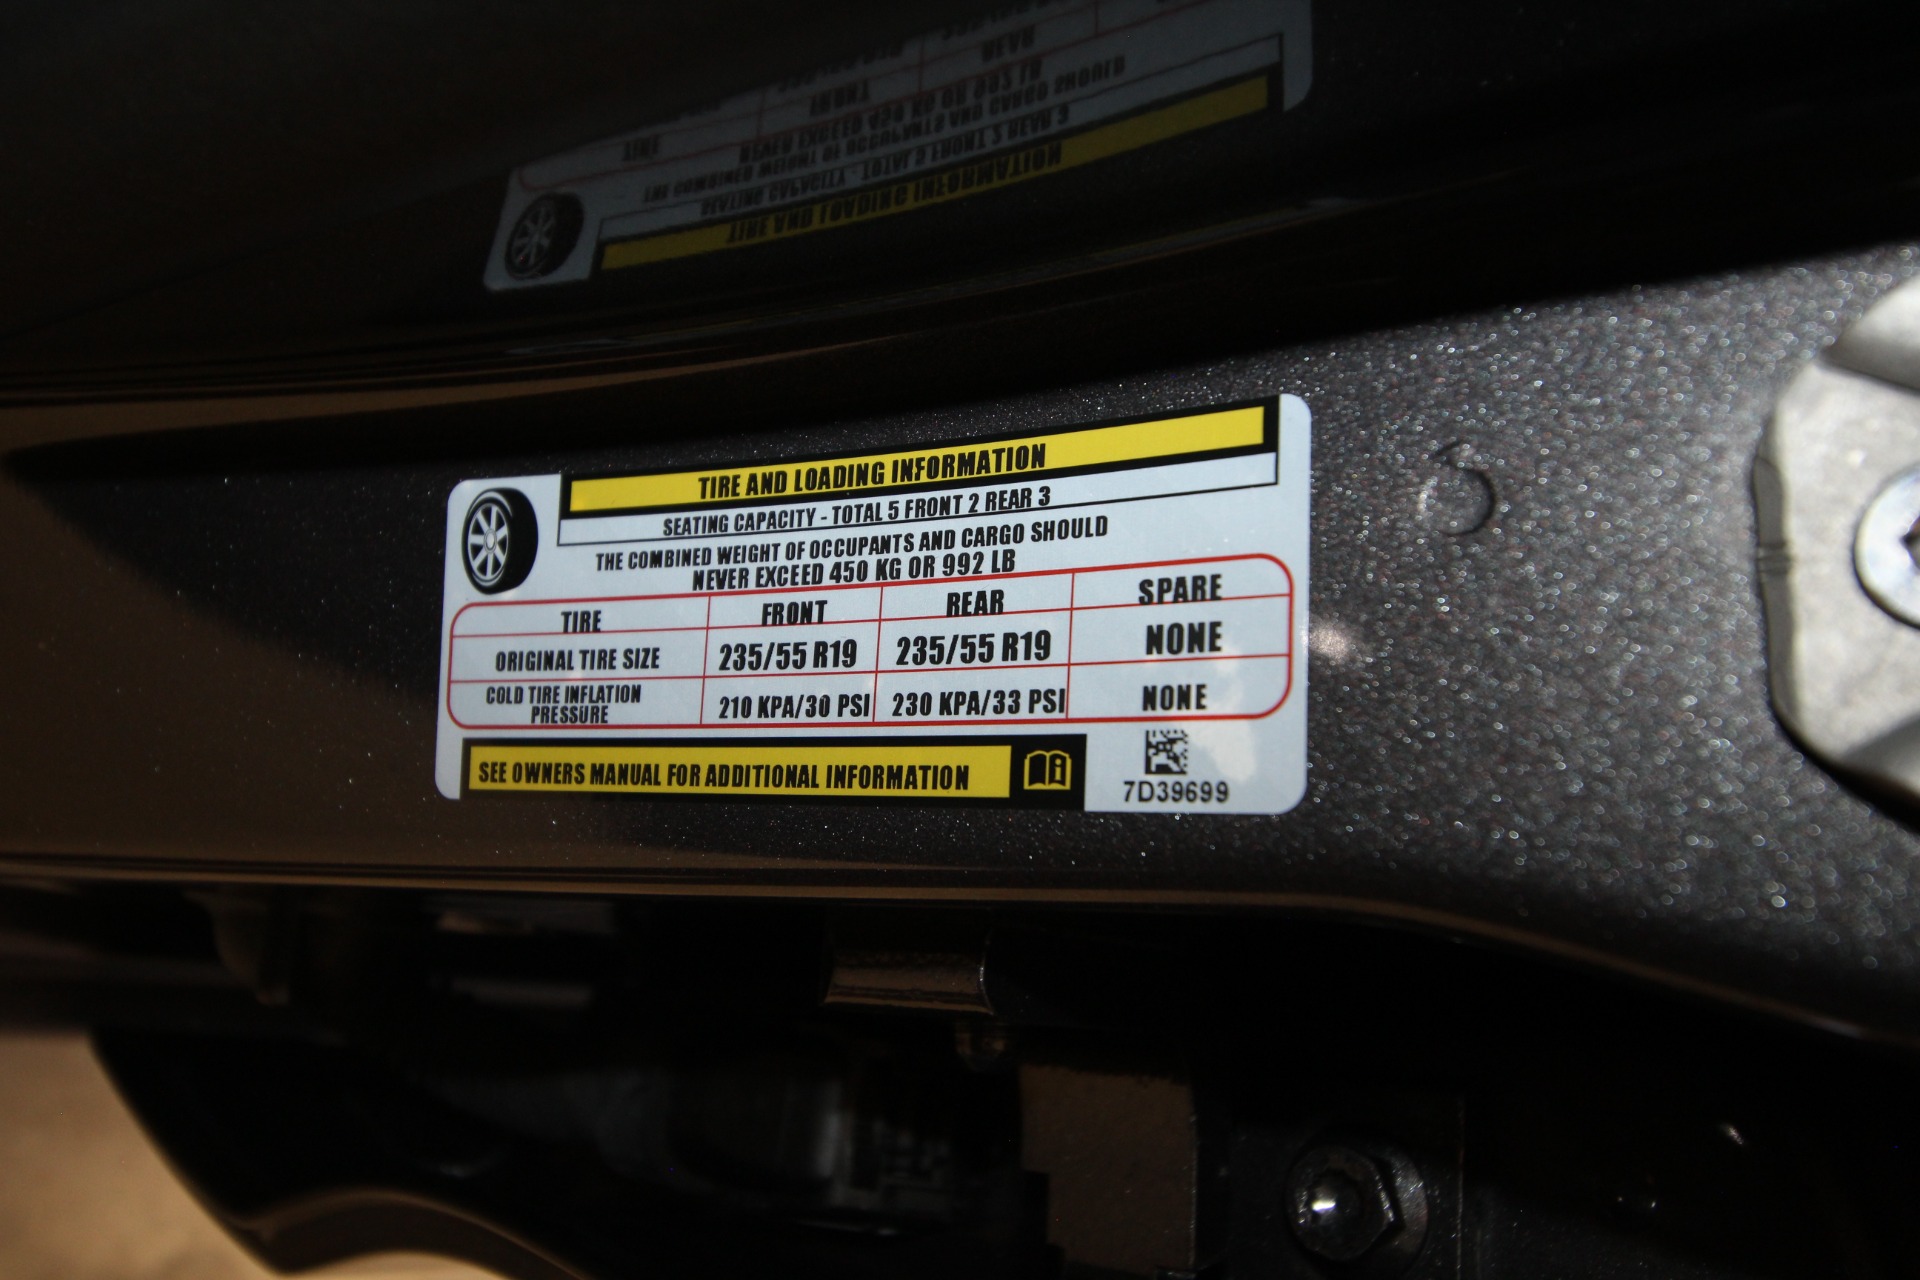 TIRE AND LOADING INFORMATION
SEATING CAPACITY - TOTAL 5 FRONT 2 REAR 3
THE COMBINED WEIGHT OF OCCUPANTS AND CARGO SHOULD
NEVER EXCEED 450 KG OR 992 LB
TIRE FRONT REAR SPARE
ORIGINAL TIRE SIZE 235/55 R19 235/55 R19 NONE
COLD TIRE INFLATION
PRESSURE 210 KPA/30 PSI 230 KPA/33 PSI NONE
SEE OWNERS MANUAL FOR ADDITIONAL INFORMATION
7D39699